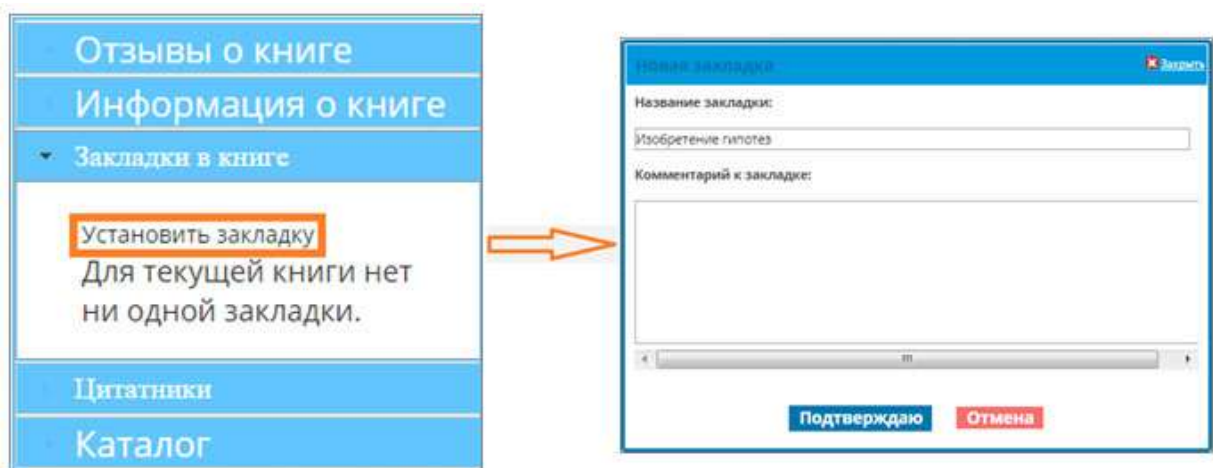 Отзывы о книге
Информация о книге
Закладки в книге
Установить закладку
Для текущей книги нет
ни одной закладки.
Цитатники
Каталог
Новая закладка
Закрыть
Название закладки:
Изобретение гипотез
Комментарий к закладке:
Подтверждаю
Отмена